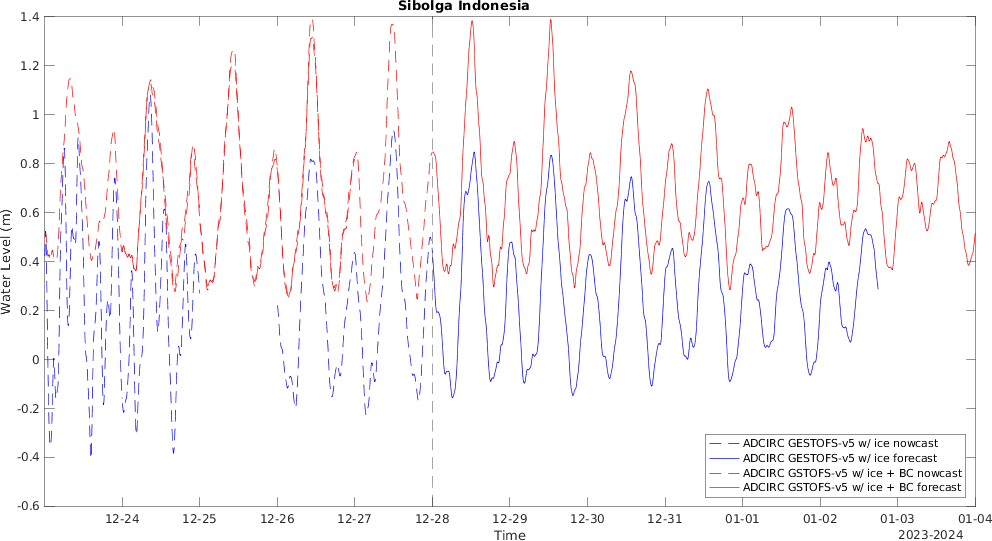 Sibolga Indonesia
1.4
1.2
1
0.8
0.6
0.4
0.2
0
-0.2
-0.4
-0.6
Water Level (m)
ADCIRC GESTOFS-v5 w/ ice nowcast
ADCIRC GESTOFS-v5 w/ ice forecast
ADCIRC GSTOFS-v5 w/ ice + BC nowcast
ADCIRC GSTOFS-v5 w/ ice + BC forecast
12-24 12-25 12-26 12-27 12-28 12-29 12-30 12-31 01-01 01-02 01-03 01-04
Time
2023-2024